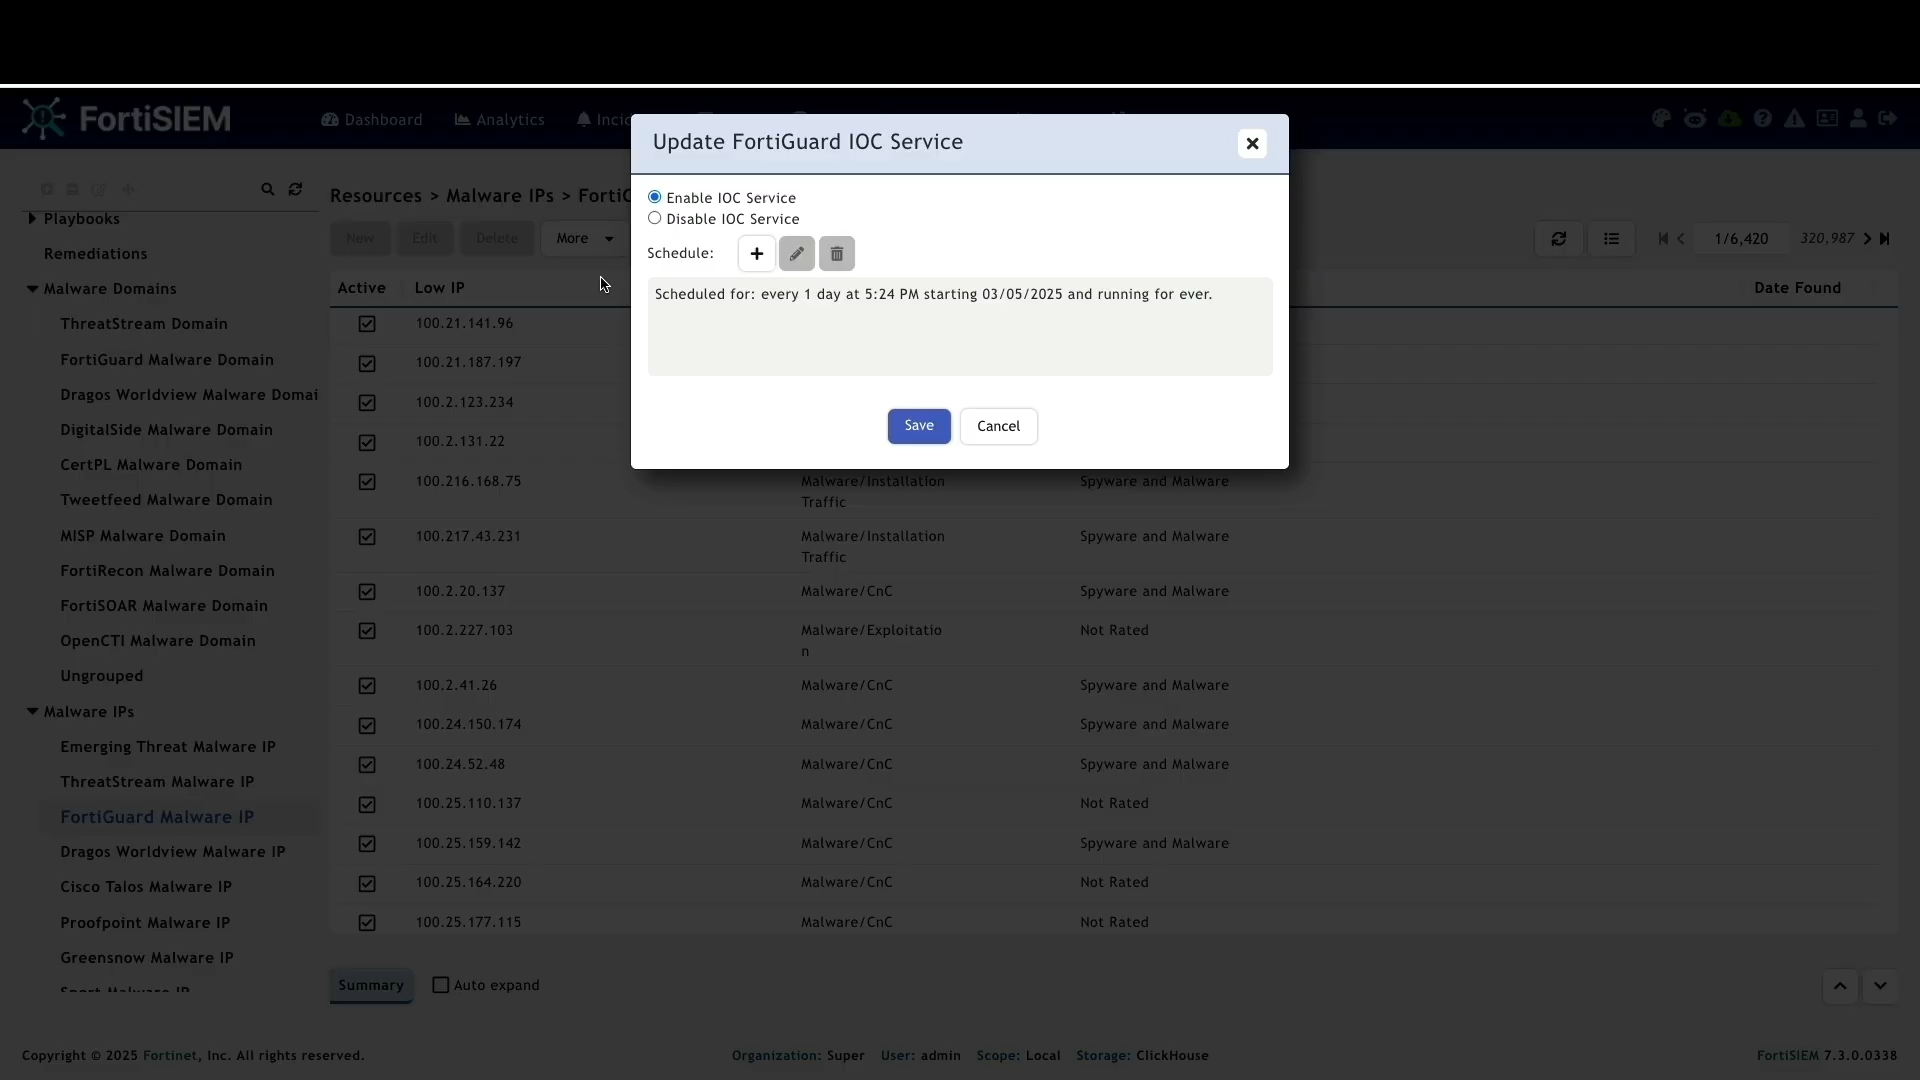 FortiSIEM
Dashboard
Analytics
Update FortiGuard IOC Service
Enable IOC Service
Disable IOC Service
Schedule:
Scheduled for: every 1 day at 5:24 PM starting 03/05/2025 and running for ever.
Save
Cancel
Playbooks
Remediations
Malware Domains
ThreatStream Domain
FortiGuard Malware Domain
Dragos Worldview Malware Domai
DigitalSide Malware Domain
CertPL Malware Domain
Tweetfeed Malware Domain
MISP Malware Domain
FortiRecon Malware Domain
FortiSOAR Malware Domain
OpenCTI Malware Domain
Ungrouped
Malware IPs
Emerging Threat Malware IP
ThreatStream Malware IP
FortiGuard Malware IP
Dragos Worldview Malware IP
Cisco Talos Malware IP
Proofpoint Malware IP
Greensnow Malware IP
Resources > Malware IPs >
New Edit Delete More
1/6,420 320,987
Active Low IP Date Found
100.21.141.96
100.21.187.197
100.2.123.234
100.2.131.22
100.216.168.75 Malware/Installation Spyware and Malware
Traffic
100.217.43.231 Malware/Installation Spyware and Malware
Traffic
100.2.20.137 Malware/CnC Spyware and Malware
100.2.227.103 Malware/Exploitatio Not Rated
n
100.2.41.26 Malware/CnC Spyware and Malware
100.24.150.174 Malware/CnC Spyware and Malware
100.24.52.48 Malware/CnC Spyware and Malware
100.25.110.137 Malware/CnC Not Rated
100.25.159.142 Malware/CnC Spyware and Malware
100.25.164.220 Malware/CnC Not Rated
100.25.177.115 Malware/CnC Not Rated
Summary Auto expand
Copyright © 2025 Fortinet, Inc. All rights reserved.
Organization: Super User: admin Scope: Local Storage: ClickHouse
FortiSIEM 7.3.0.0338